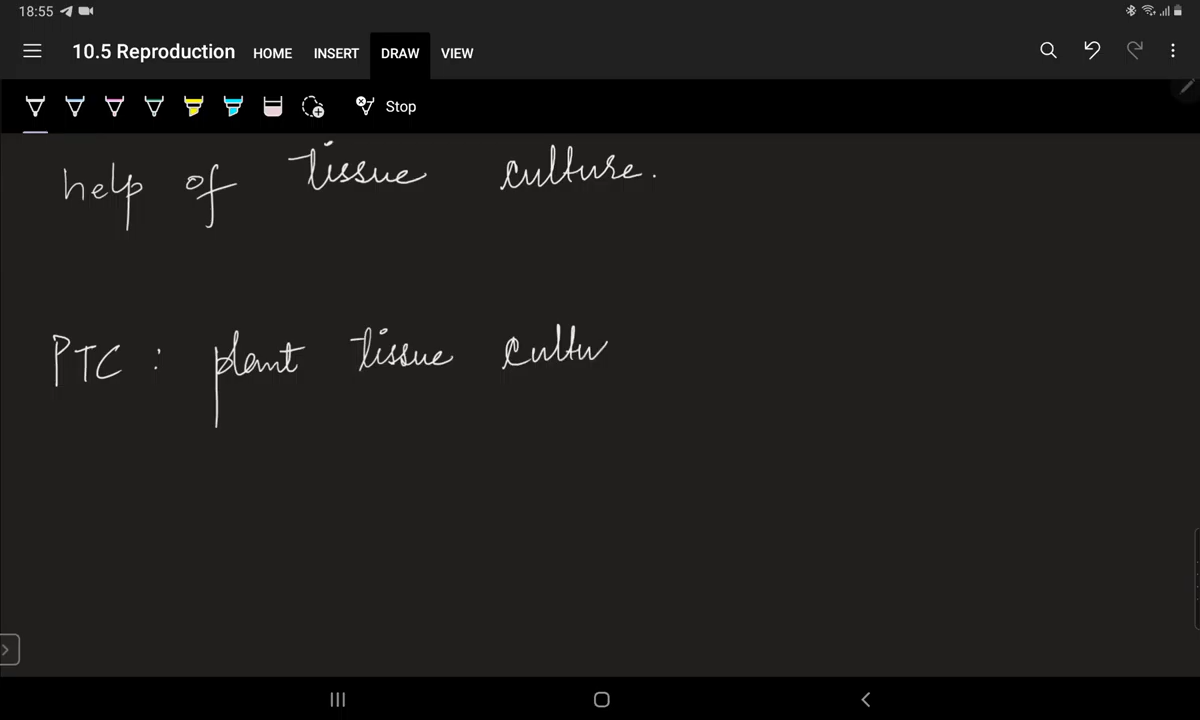 18:55
10.5 Reproduction HOME INSERT DRAW VIEW
Stop
help of tissue culture.
PTC : plant tissue cultu